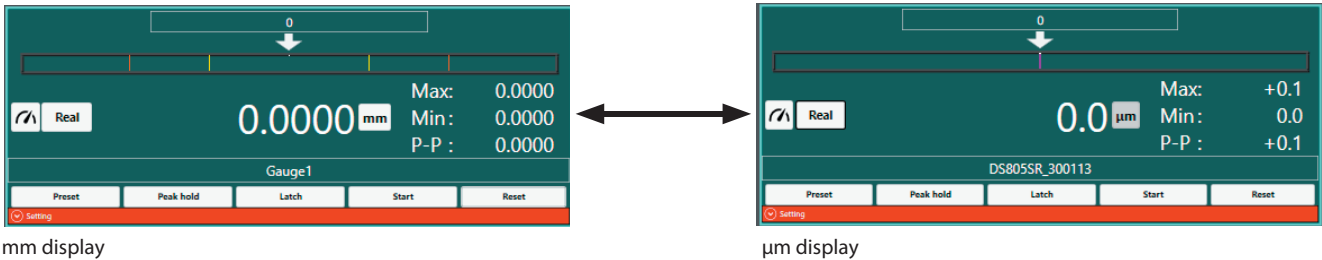 0
Real
0.0000 mm
Max: 0.0000
Min: 0.0000
P-P : 0.0000
Gauge1
Preset Peak hold Latch Start Reset
Setting
mm display
0
Real
0.0 µm
Max: +0.1
Min: 0.0
P-P : +0.1
DS805SR_300113
Preset Peak hold Latch Start Reset
Setting
µm display